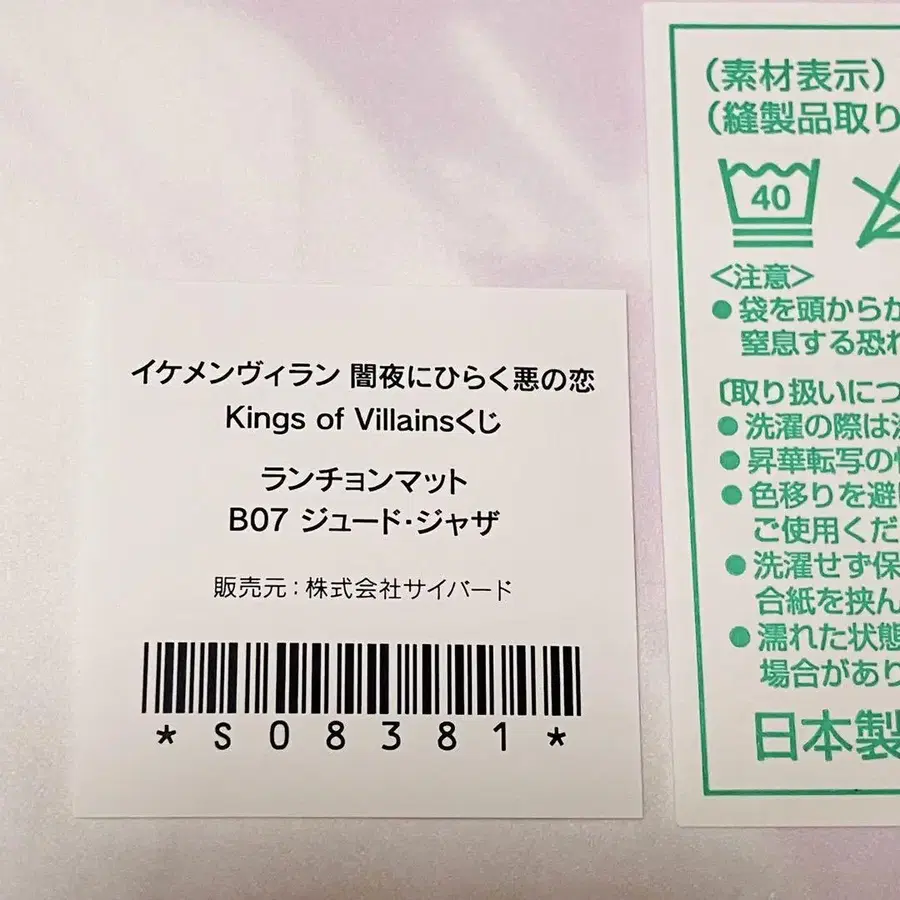 イケメンヴィラン 闇夜にひらく悪の恋
Kings of Villainsくじ
ランチョンマット
B07 ジュード・ジャザ
販売元：株式会社サイバード
*S08381*
(素材表示)
(縫製品取り
40
<注意>
●袋を頭から
窒息する恐れ
〔取り扱いにつ
●洗濯の際は
●昇華転写の
●色移りを避
ご使用くだ
●洗濯せず保
合紙を挟ん
●濡れた状態
場合があり
日本製